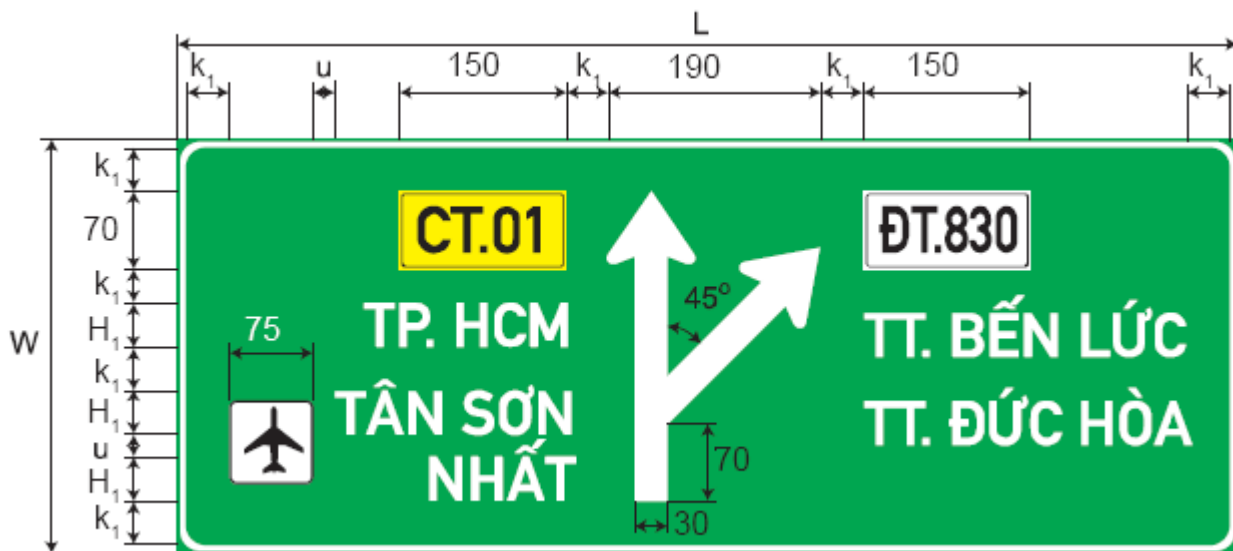 L
k₁ u 150 k₁ 190 k₁ 150 k₁
W
k₁
70
k₁
H₁
k₁
H₁
u
H₁
k₁
CT.01
TP. HCM
75
TÂN SƠN
NHẤT
45°
70
30
ĐT.830
TT. BẾN LỨC
TT. ĐỨC HÒA